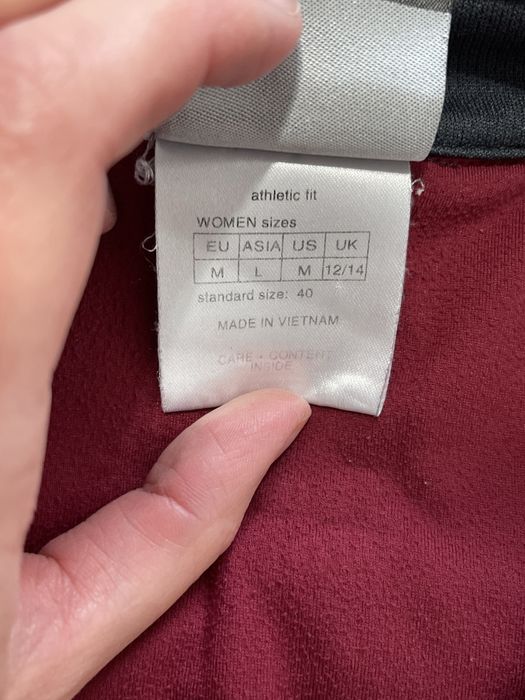 athletic fit
WOMEN sizes
EU ASIA US UK
M L M 12/14
standard size: 40
MADE IN VIETNAM
CARE • CONTENT
INSIDE